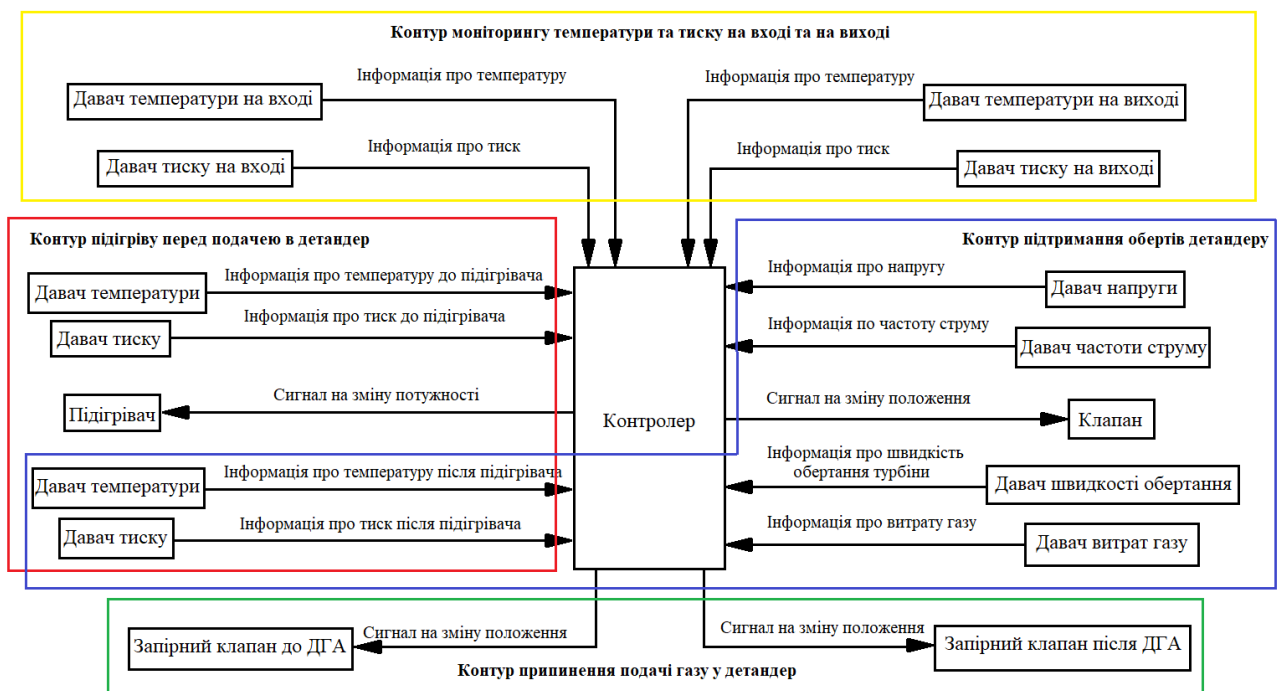 Контур моніторингу температури та тиску на вході та на виході
Інформація про температуру
Інформація про температуру
Давач температури на вході
Давач температури на виході
Інформація про тиск
Інформація про тиск
Давач тиску на вході
Давач тиску на виході
Контур підігріву перед подачею в детандер
Контур підтримання обертів детандеру
Інформація про температуру до підігрівача
Давач температури
Інформація про тиск до підігрівача
Давач тиску
Сигнал на зміну потужності
Підігрівач
Інформація про температуру після підігрівача
Давач температури
Інформація про тиск після підігрівача
Давач тиску
Контролер
Інформація про напругу
Давач напруги
Інформація по частоту струму
Давач частоти струму
Сигнал на зміну положення
Клапан
Інформація про швидкість
обертання турбіни
Давач швидкості обертання
Інформація про витрату газу
Давач витрат газу
Запірний клапан до ДГА
Сигнал на зміну положення
Сигнал на зміну положення
Запірний клапан після ДГА
Контур припинення подачі газу у детандер